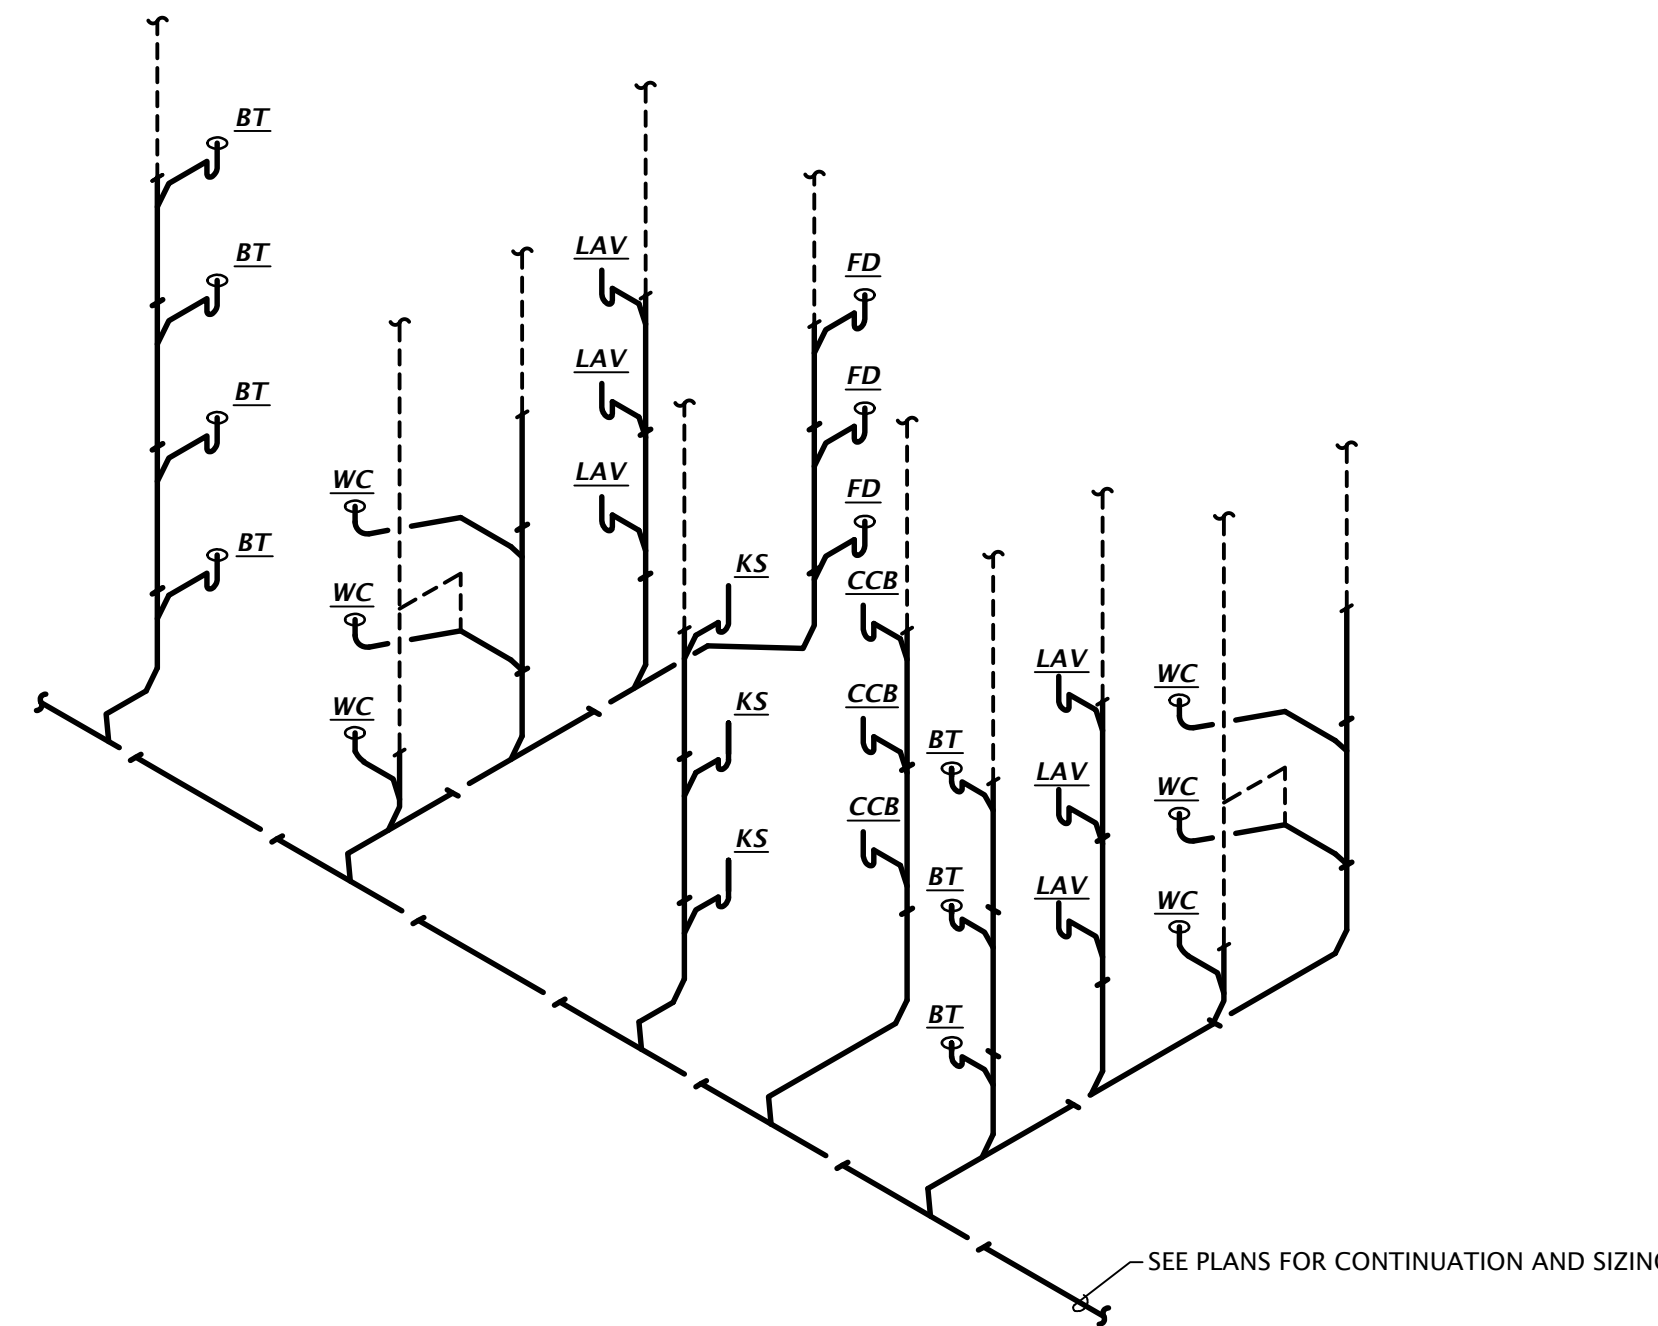 BT
BT
BT
BT
WC
WC
WC
LAV
LAV
LAV
FD
FD
FD
KS
KS
KS
CCB
CCB
CCB
BT
BT
BT
LAV
LAV
LAV
WC
WC
WC
SEE PLANS FOR CONTINUATION AND SIZIN